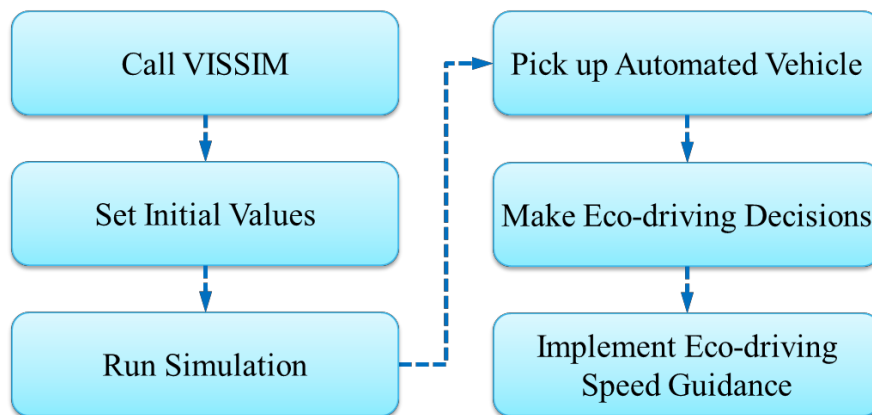 Call VISSIM
Set Initial Values
Run Simulation
Pick up Automated Vehicle
Make Eco-driving Decisions
Implement Eco-driving
Speed Guidance